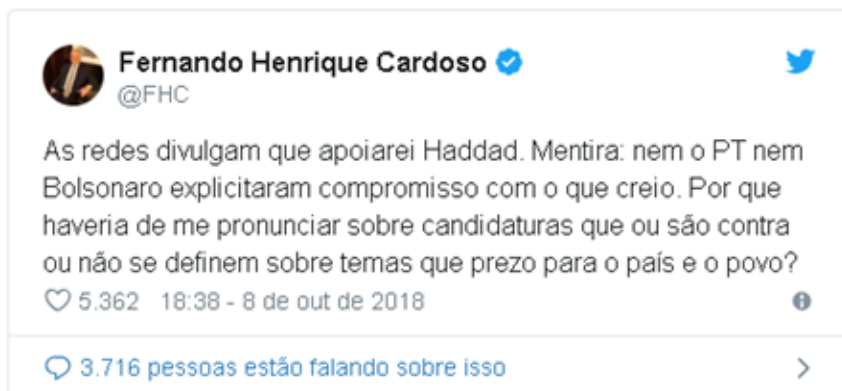 Fernando Henrique Cardoso
@FHC
As redes divulgam que apoiarei Haddad. Mentira: nem o PT nem
Bolsonaro explicitaram compromisso com o que creio. Por que
haveria de me pronunciar sobre candidaturas que ou são contra
ou não se definem sobre temas que prezo para o país e o povo?
5.362 18:38 - 8 de out de 2018
3.716 pessoas estão falando sobre isso